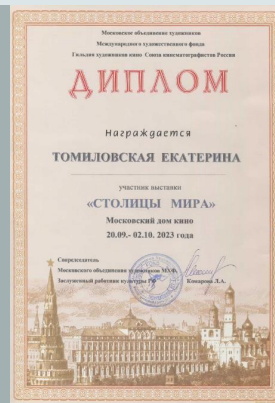 Московское объединение художников
Международного художественного фонда
Гильдия художников кино Союза кинематографистов России
ДИПЛОМ
Награждается
ТОМИЛОВСКАЯ ЕКАТЕРИНА
участник выставки
«СТОЛИЦЫ МИРА»
Московский дом кино
20.09.- 02.10. 2023 года
Сопредседатель
Московского объединения художников МХФ,
Заслуженный работник культуры РФ Комарова Л.А.